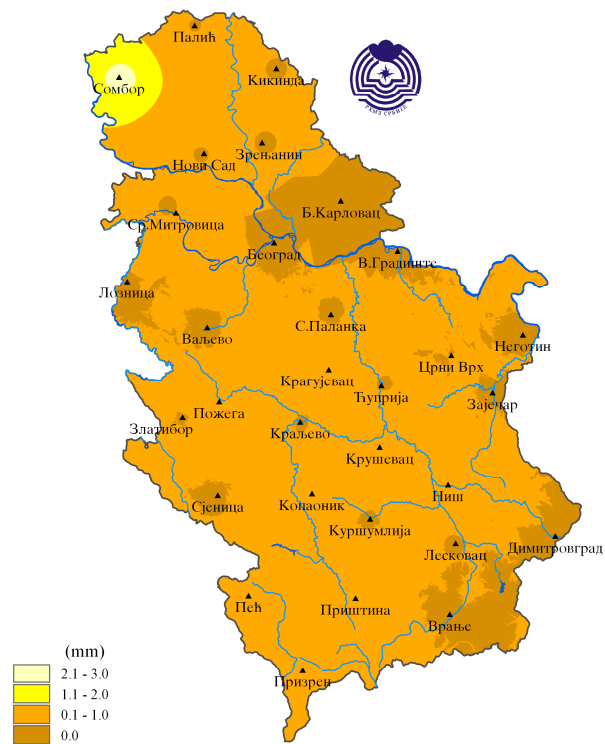 Палић
Кикинда
Сомбор
Зрењанин
Нови Сад
Б.Карловац
Ср.Митровица
Београд
В.Градиште
Лозница
С.Паланка
Ваљево
Неготин
Црни Врх
Крагујевац
Ћуприја
Зајечар
Пожега
Златибор
Краљево
Крушевац
Ниш
Сјеница
Копаоник
Куршумлија
Лесковац
Димитровград
Пећ
Приштина
Врање
Призрен
РХМЗ СРБИЈЕ
(mm)
2.1 - 3.0
1.1 - 2.0
0.1 - 1.0
0.0